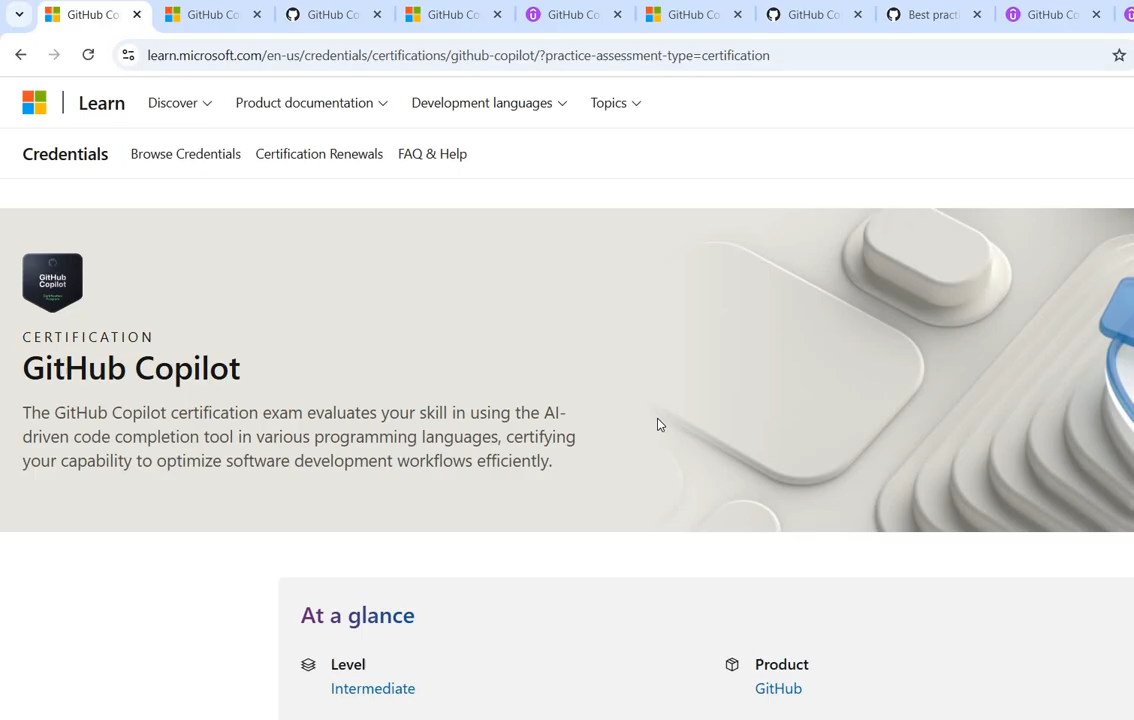 GitHub Co
GitHub Co
GitHub Co
GitHub Co
GitHub Co
GitHub Co
GitHub Co
Best pract
GitHub Co
learn.microsoft.com/en-us/credentials/certifications/github-copilot/?practice-assessment-type=certification
Learn Discover Product documentation Development languages Topics
Credentials Browse Credentials Certification Renewals FAQ & Help
GitHub
Copilot
CERTIFICATION
GitHub Copilot
The GitHub Copilot certification exam evaluates your skill in using the AI-
driven code completion tool in various programming languages, certifying
your capability to optimize software development workflows efficiently.
At a glance
Level
Intermediate
Product
GitHub